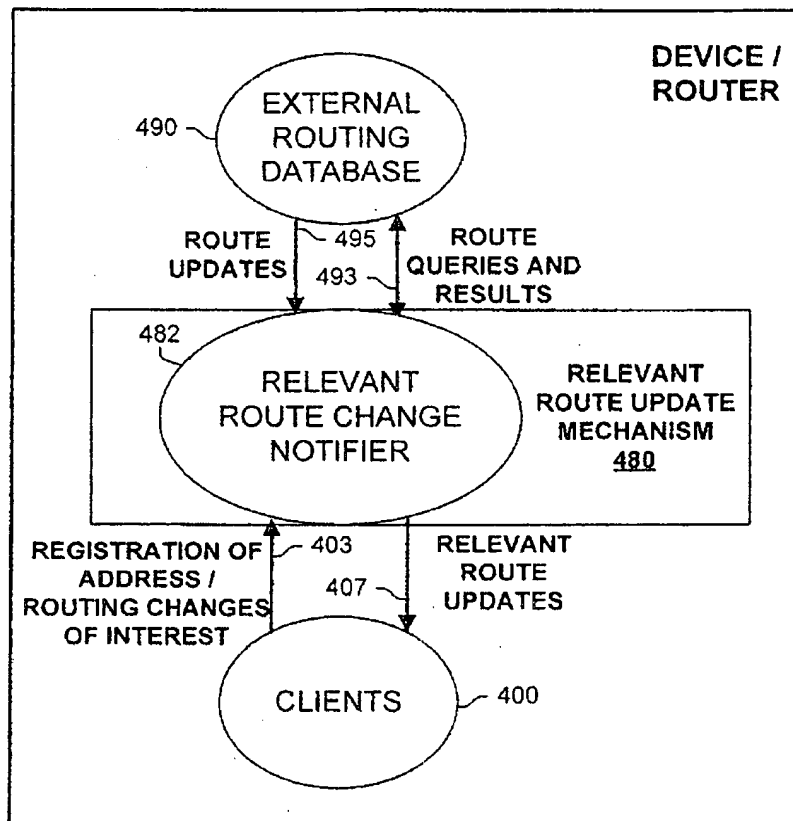 DEVICE /
ROUTER
490
EXTERNAL
ROUTING
DATABASE
ROUTE
UPDATES
495
493
ROUTE
QUERIES AND
RESULTS
482
RELEVANT
ROUTE CHANGE
NOTIFIER
RELEVANT
ROUTE UPDATE
MECHANISM
480
REGISTRATION OF
ADDRESS /
ROUTING CHANGES
OF INTEREST
403
407
RELEVANT
ROUTE
UPDATES
CLIENTS
400